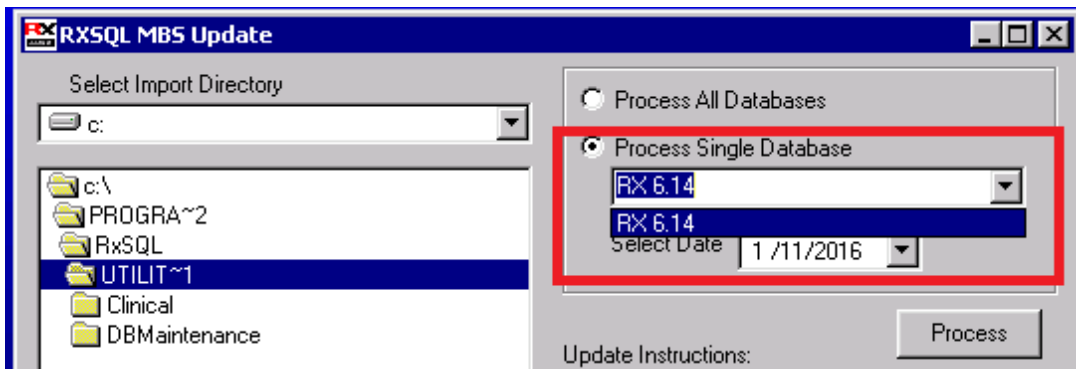 RX
RXSQL MBS Update
Select Import Directory
c:
c:\
PROGRA~2
RxSQL
UTILIT~1
Clinical
DBMaintenance
Process All Databases
Process Single Database
RX 6.14
RX 6.14
Select Date 1 /11/2016
Process
Update Instructions: